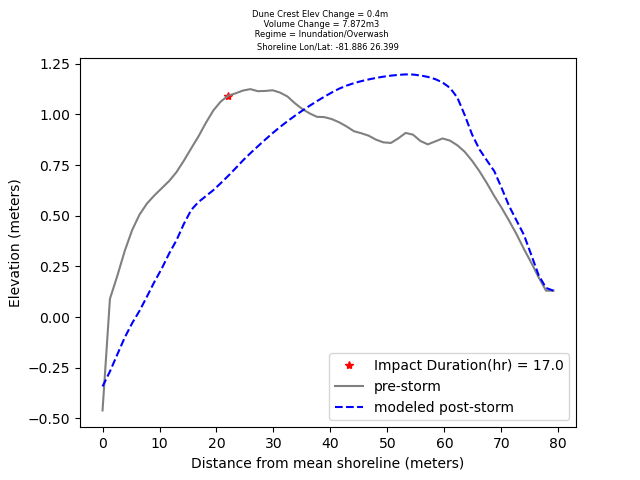 Dune Crest Elev Change = 0.4m
Volume Change = 7.872m3
Regime = Inundation/Overwash
Shoreline Lon/Lat: -81.886 26.399
1.25
1.00
0.75
0.50
0.25
0.00
−0.25
−0.50
Elevation (meters)
Impact Duration(hr) = 17.0
pre-storm
modeled post-storm
0 10 20 30 40 50 60 70 80
Distance from mean shoreline (meters)